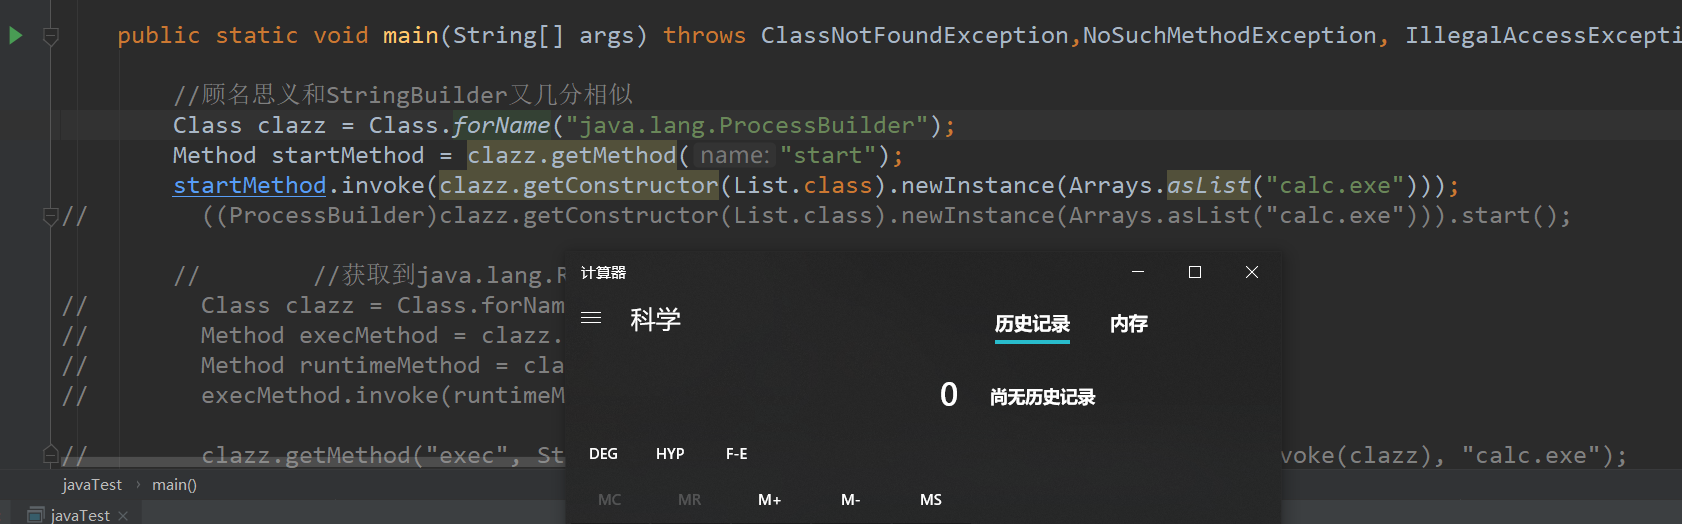 public static void main(String[] args) throws ClassNotFoundException,NoSuchMethodException, IllegalAccessExcepti
//顾名思义和StringBuilder又几分相似
Class clazz = Class.forName("java.lang.ProcessBuilder");
Method startMethod = clazz.getMethod( name: "start");
startMethod.invoke(clazz.getConstructor(List.class).newInstance(Arrays.asList("calc.exe")));
// ((ProcessBuilder)clazz.getConstructor(List.class).newInstance(Arrays.asList("calc.exe"))).start();
// //获取到java.lang.R
// Class clazz = Class.forNam
// Method execMethod = clazz.
// Method runtimeMethod = cla
// execMethod.invoke(runtimeM
// clazz.getMethod("exec", St voke(clazz), "calc.exe");
计算器
科学
历史记录 内存
0 尚无历史记录
DEG HYP F-E
MC MR M+ M- MS
javaTest › main()
javaTest